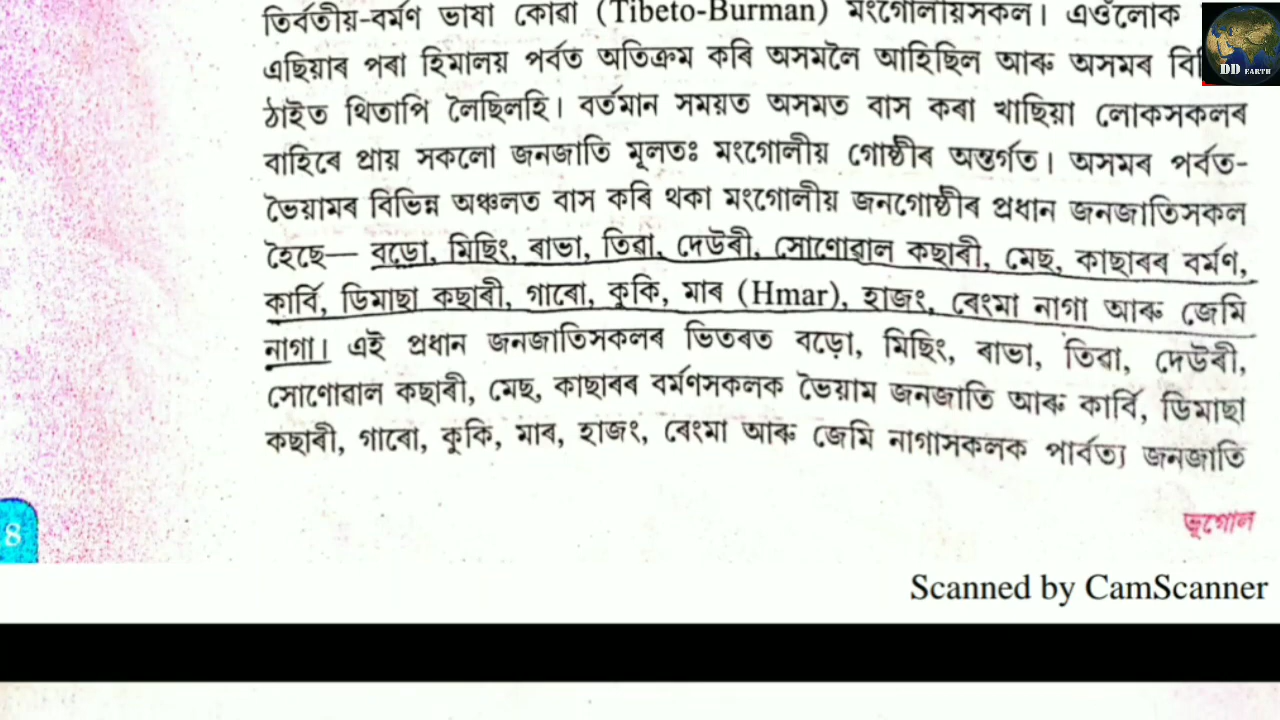 তিৰ্বতীয়-বৰ্মণ ভাষা কোৱা (Tibeto-Burman) মংগোলীয়সকল। এওঁলোক
এছিয়াৰ পৰা হিমালয় পৰ্বত অতিক্ৰম কৰি অসমলৈ আহিছিল আৰু অসমৰ
ঠাইত থিতাপি লৈছিলহি। বৰ্তমান সময়ত অসমত বাস কৰা খাছিয়া লোকসকলৰ
বাহিৰে প্ৰায় সকলো জনজাতি মূলতঃ মংগোলীয় গোষ্ঠীৰ অন্তৰ্গত। অসমৰ পৰ্বত-
ভৈয়ামৰ বিভিন্ন অঞ্চলত বাস কৰি থকা মংগোলীয় জনগোষ্ঠীৰ প্ৰধান জনজাতিসকল
হৈছে— বড়ো, মিছিং, ৰাভা, তিৱা, দেউৰী, সোণোৱাল কছাৰী, মেছ, কাছাৰৰ বৰ্মণ,
কাৰ্বি, ডিমাছা কছাৰী, গাৰো, কুকি, মাৰ (Hmar), হাজং, ৰেংমা নাগা আৰু জেমি
নাগা। এই প্ৰধান জনজাতিসকলৰ ভিতৰত বড়ো, মিছিং, ৰাভা, তিৱা, দেউৰী,
সোণোৱাল কছাৰী, মেছ, কাছাৰৰ বৰ্মণসকলক ভৈয়াম জনজাতি আৰু কাৰ্বি, ডিমাছা
কছাৰী, গাৰো, কুকি, মাৰ, হাজং, ৰেংমা আৰু জেমি নাগাসকলক পাৰ্বত্য জনজাতি
8
ভূগোল
Scanned by CamScanner
DD EARTH